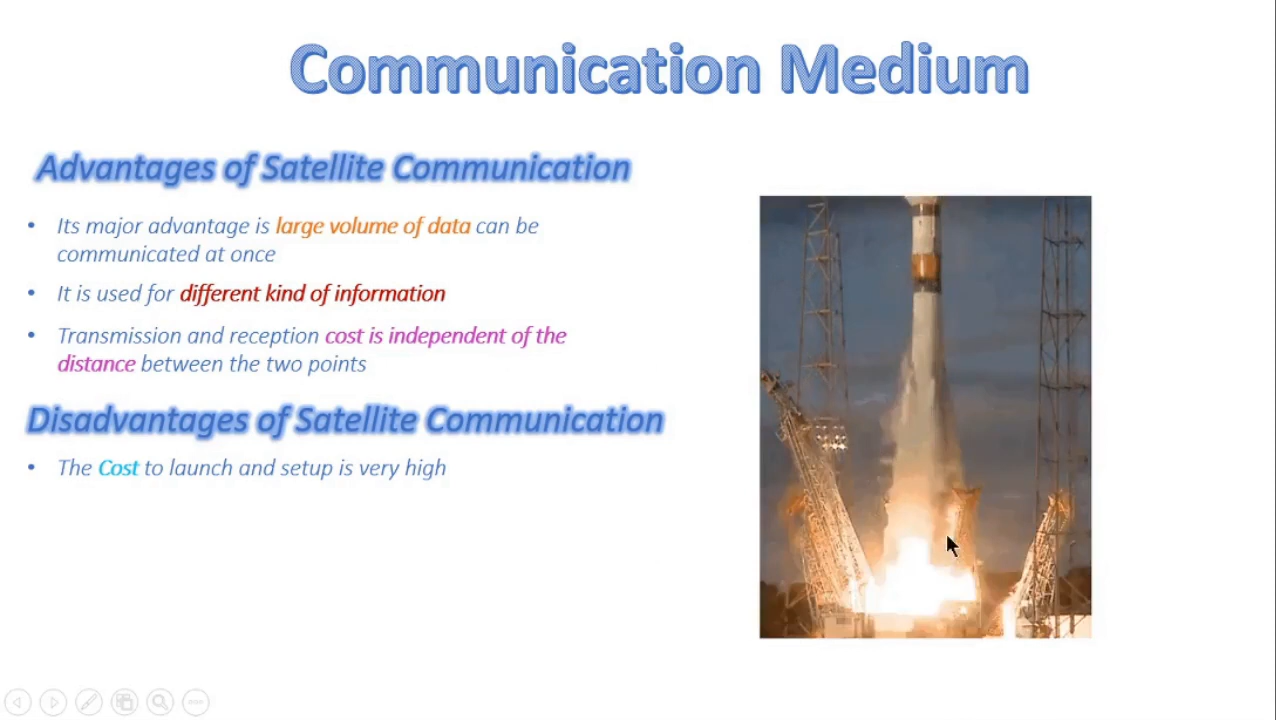 Communication Medium
Advantages of Satellite Communication
• Its major advantage is large volume of data can be
communicated at once
• It is used for different kind of information
• Transmission and reception cost is independent of the
distance between the two points
Disadvantages of Satellite Communication
• The Cost to launch and setup is very high